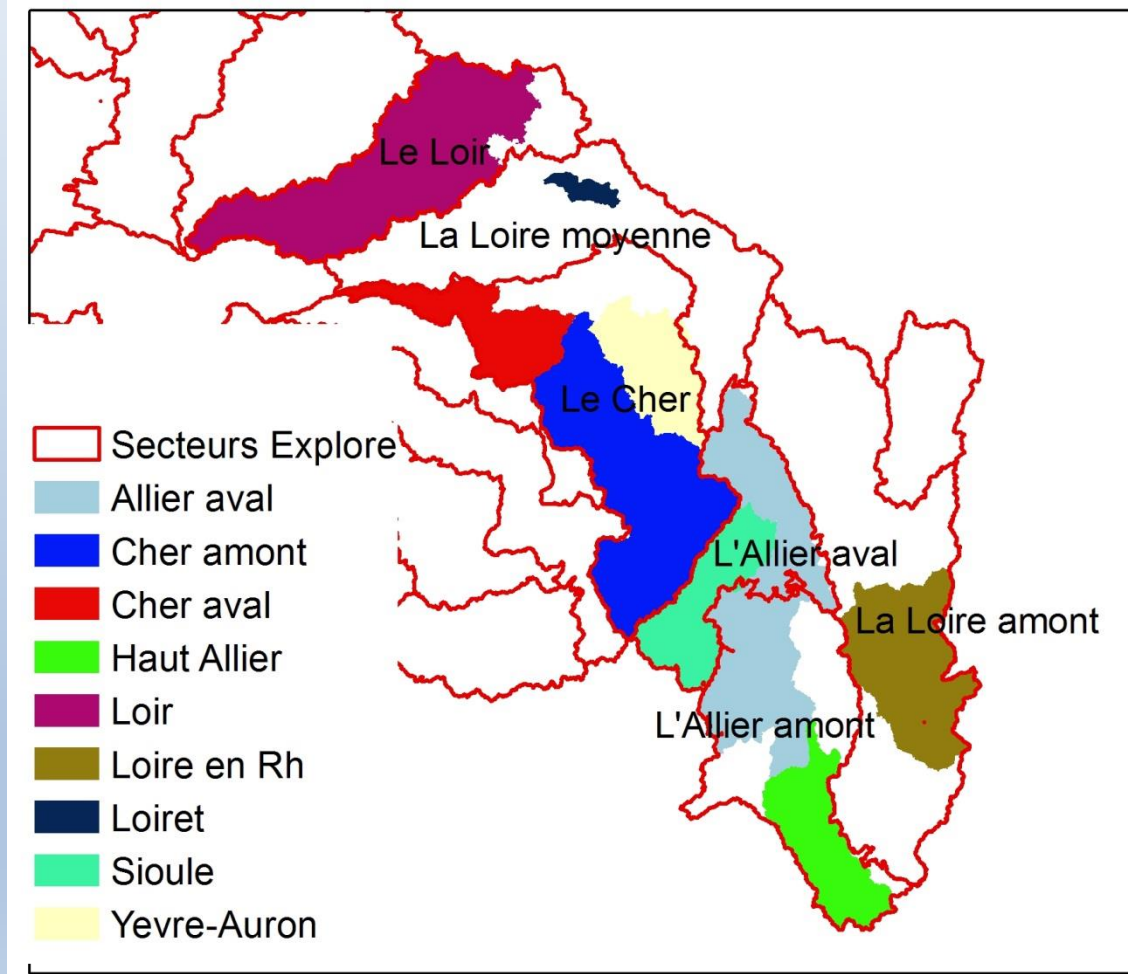 Le Loir
La Loire moyenne
Le Cher
L'Allier aval
La Loire amont
L'Allier amont
Secteurs Explore
Allier aval
Cher amont
Cher aval
Haut Allier
Loir
Loire en Rh
Loiret
Sioule
Yevre-Auron